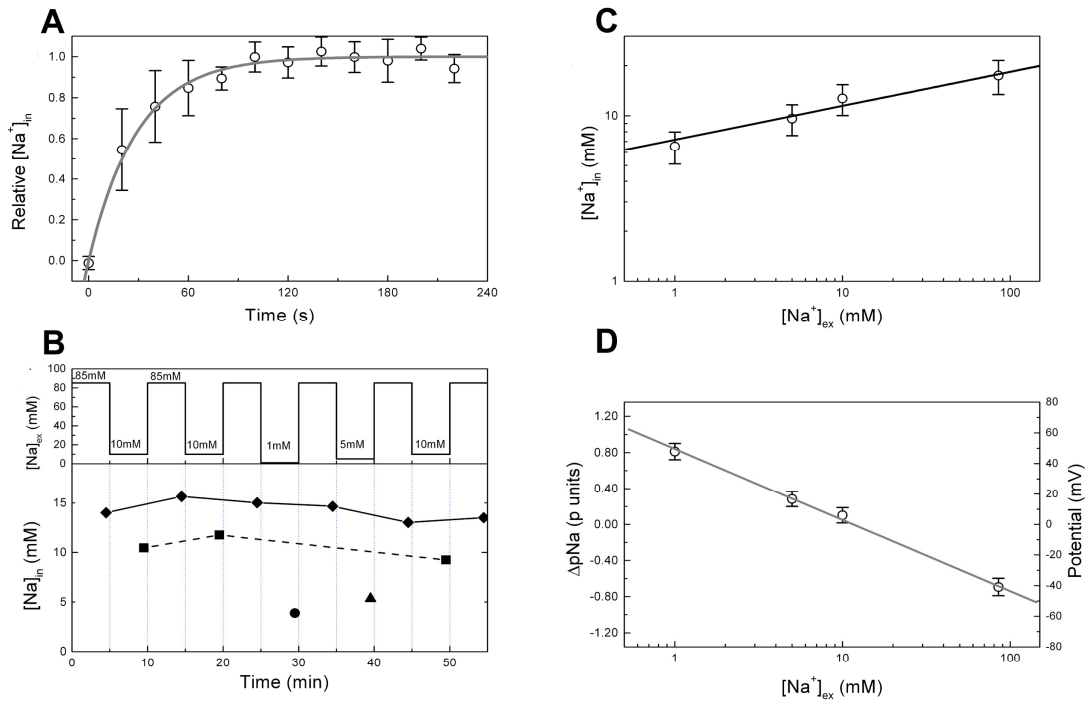 A
1.0
0.8
0.6
0.4
0.2
0.0
Relative [Na⁺]in
0 60 120 180 240
Time (s)
B
100
80
60
40
20
0
[Na]ex (mM)
85mM 85mM
10mM 10mM 1mM 5mM 10mM
15
10
5
0
[Na]in (mM)
0 10 20 30 40 50
Time (min)
C
10
1
[Na⁺]in (mM)
1 10 100
[Na⁺]ex (mM)
D
1.20
0.80
0.40
0.00
-0.40
-0.80
-1.20
ΔpNa (p units)
80
60
40
20
0
-20
-40
-60
-80
Potential (mV)
1 10 100
[Na⁺]ex (mM)